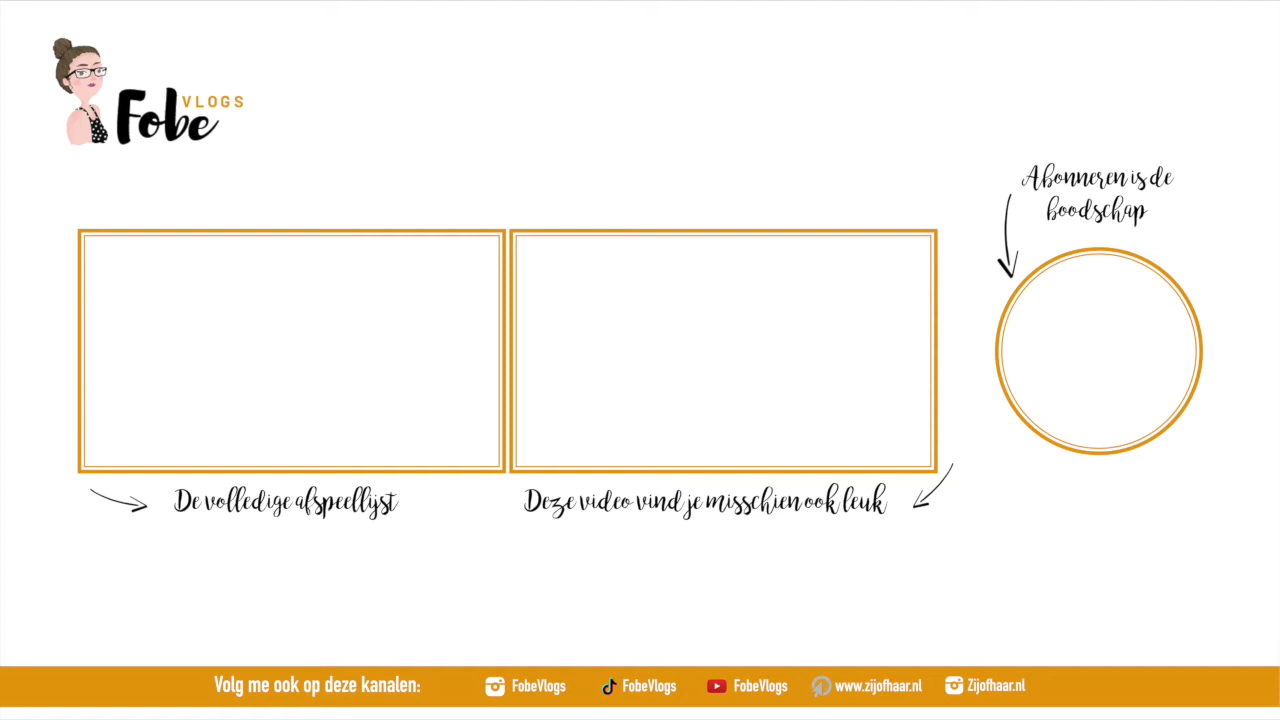 VLOGS
Fobe
Abonneren is de
boodschap
De volledige afspeellijst
Deze video vind je misschien ook leuk
Volg me ook op deze kanalen: FobeVlogs FobeVlogs FobeVlogs www.zijofhaar.nl Zijofhaar.nl